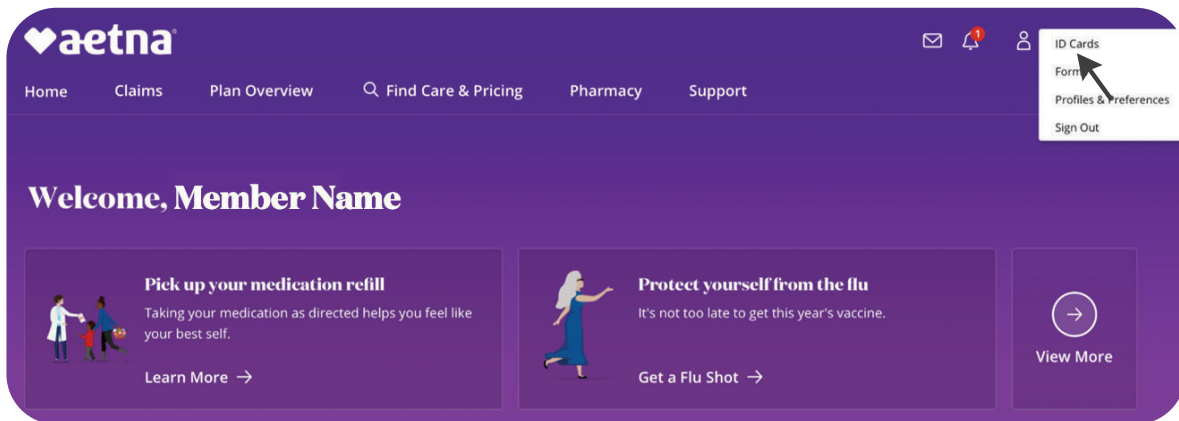 aetna
1
ID Cards
Form
Profiles & Preferences
Sign Out
Home Claims Plan Overview Find Care & Pricing Pharmacy Support
Welcome, Member Name
Pick up your medication refill
Taking your medication as directed helps you feel like
your best self.
Learn More →
Protect yourself from the flu
It's not too late to get this year's vaccine.
Get a Flu Shot →
View More